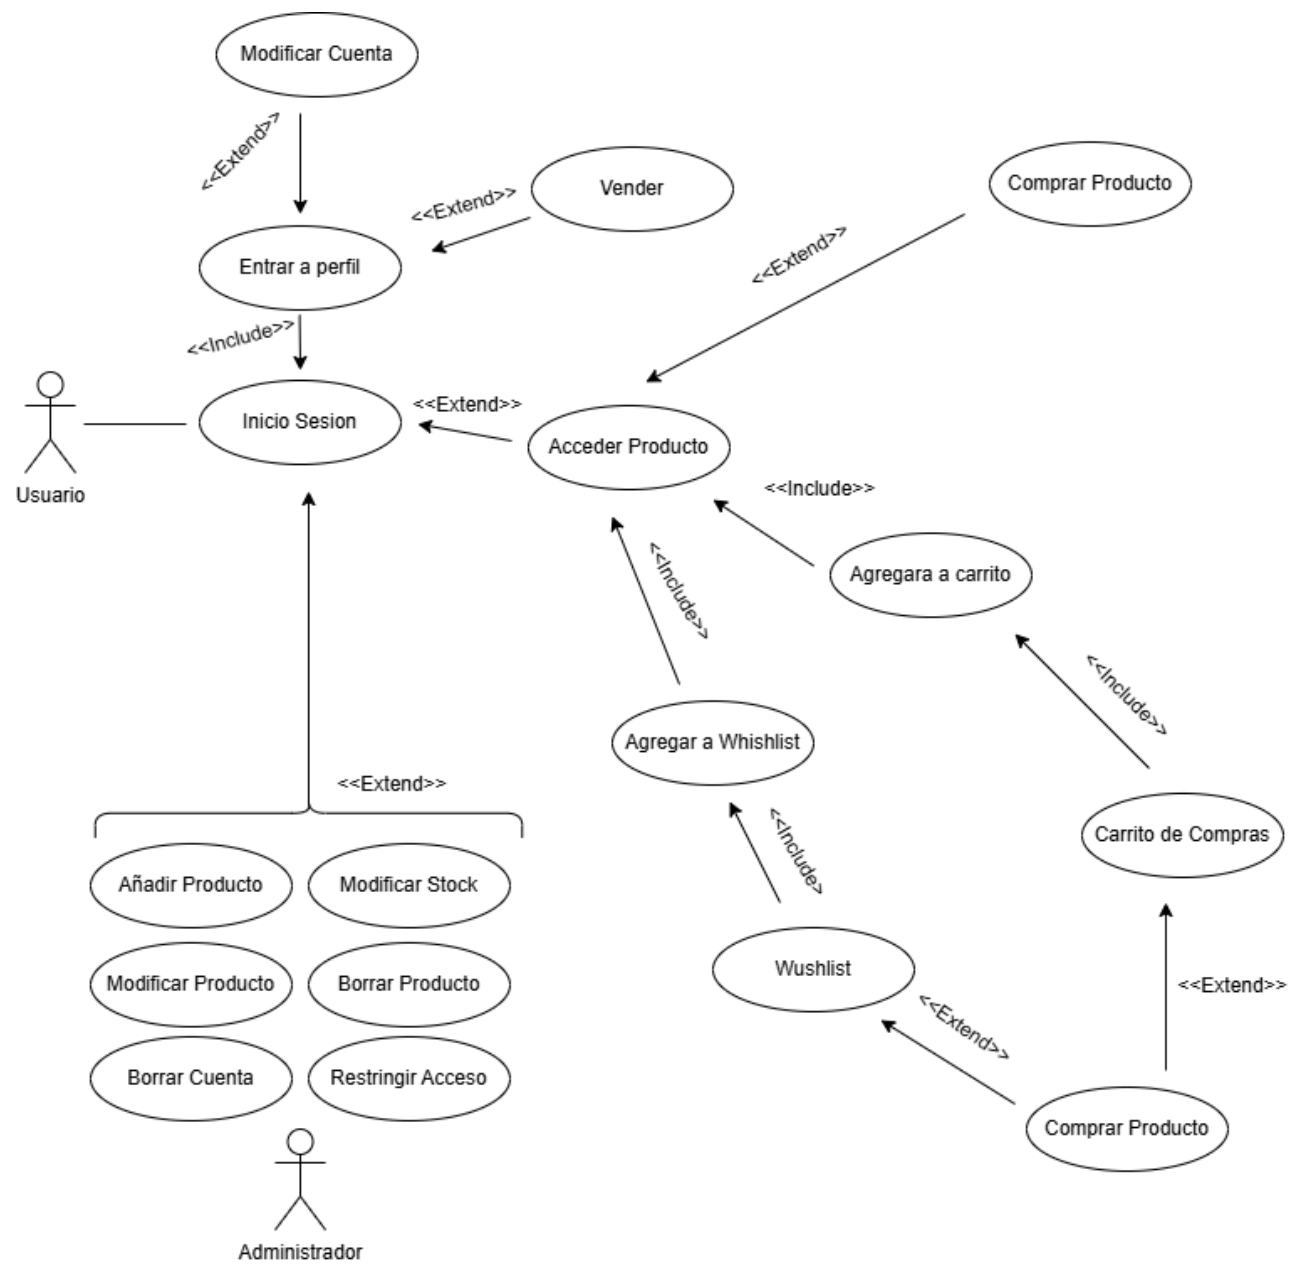 Modificar Cuenta
<<Extend>>
Vender
<<Extend>>
Comprar Producto
<<Extend>>
Entrar a perfil
<<Include>>
Inicio Sesion
<<Extend>>
Acceder Producto
Usuario
<<Include>>
<<Include>>
Agregara a carrito
<<Include>>
Agregar a Whishlist
<<Extend>>
<<Include>
Carrito de Compras
Añadir Producto
Modificar Stock
Wushlist
Modificar Producto
Borrar Producto
<<Extend>>
<<Extend>>
Borrar Cuenta
Restringir Acceso
Comprar Producto
Administrador